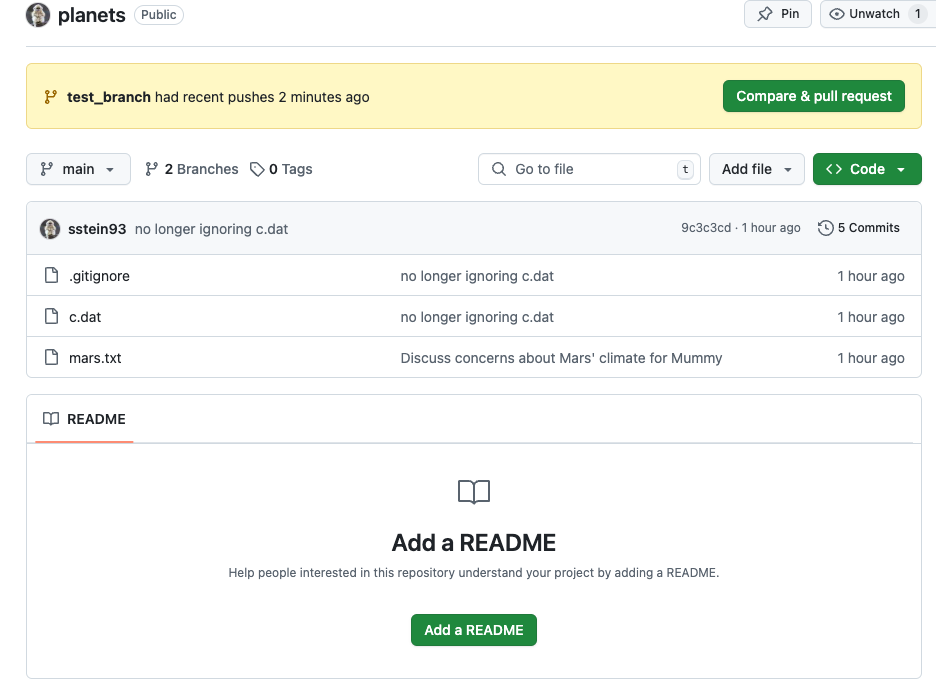 planets Public Pin Unwatch 1
test_branch had recent pushes 2 minutes ago Compare & pull request
main 2 Branches 0 Tags Go to file t Add file <> Code
sstein93 no longer ignoring c.dat 9c3c3cd · 1 hour ago 5 Commits
.gitignore no longer ignoring c.dat 1 hour ago
c.dat no longer ignoring c.dat 1 hour ago
mars.txt Discuss concerns about Mars' climate for Mummy 1 hour ago
README
Add a README
Help people interested in this repository understand your project by adding a README.
Add a README